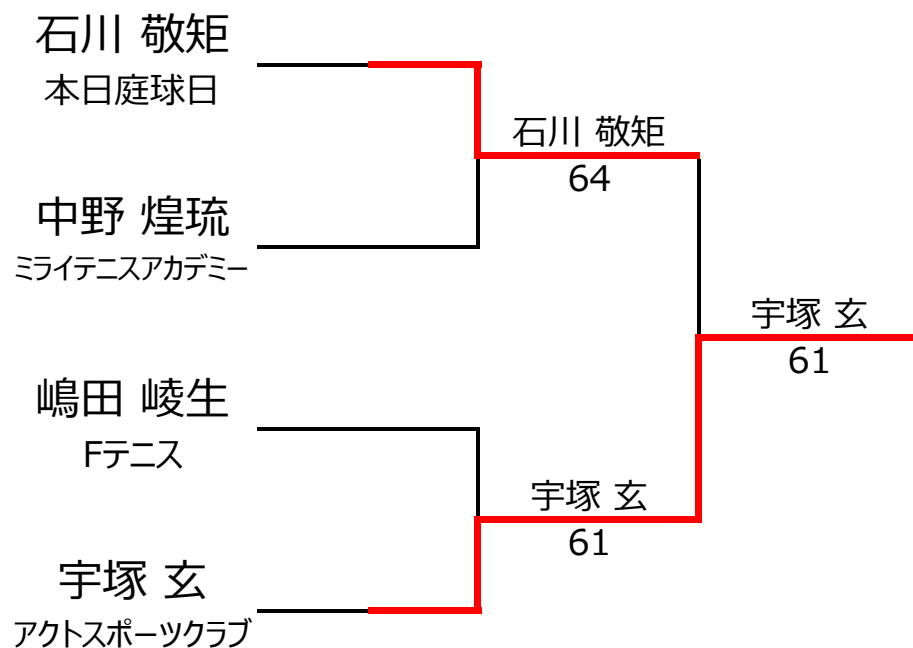 石川 敬矩
本日庭球日
石川 敬矩
64
中野 煌琉
ミライテニスアカデミー
宇塚 玄
61
嶋田 崚生
Fテニス
宇塚 玄
61
宇塚 玄
アクトスポーツクラブ